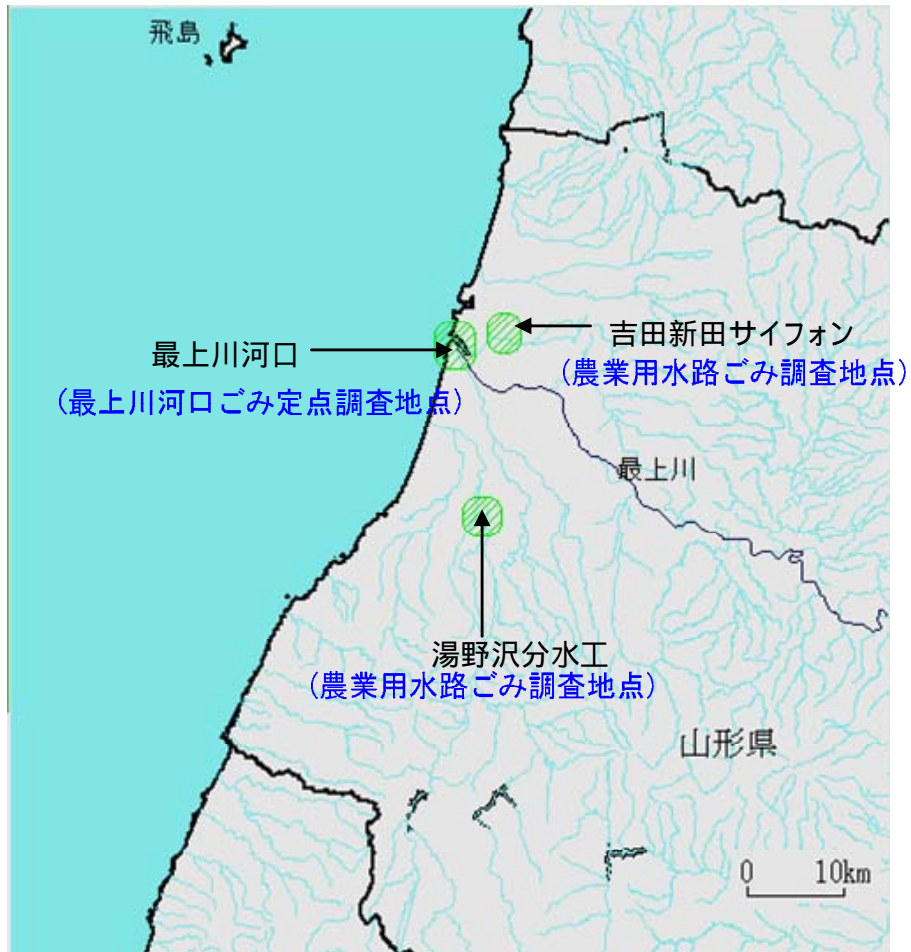 飛島
吉田新田サイフォン
(農業用水路ごみ調査地点)
最上川河口
(最上川河口ごみ定点調査地点)
最上川
湯野沢分水工
(農業用水路ごみ調査地点)
山形県
0 10km